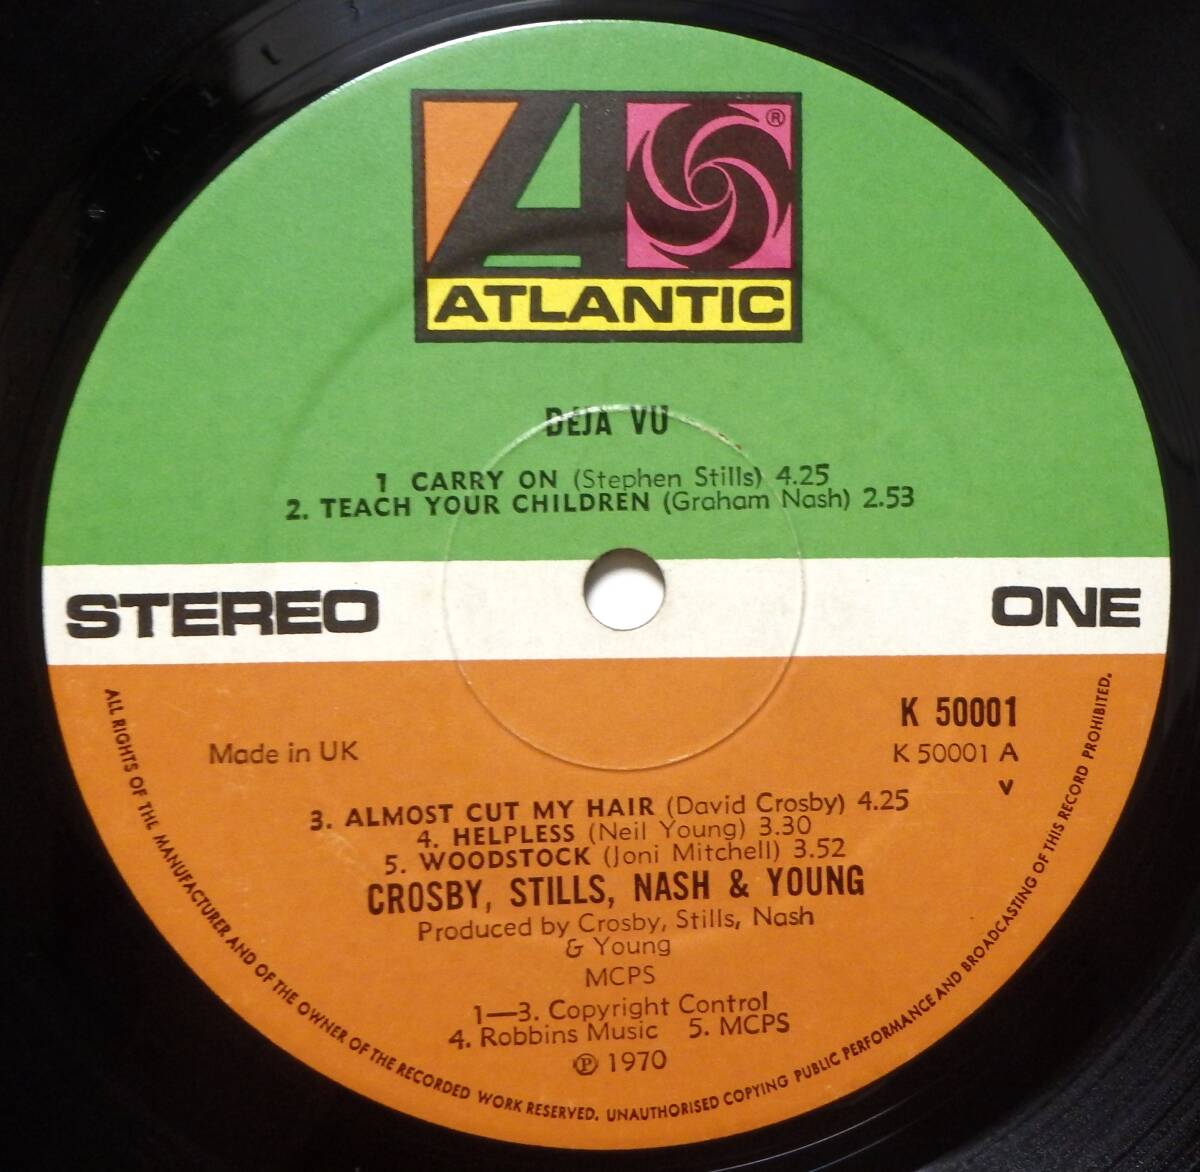 ®
ATLANTIC
DÉJÀ VU
1 CARRY ON (Stephen Stills) 4.25
2. TEACH YOUR CHILDREN (Graham Nash) 2.53
STEREO
ONE
K 50001
Made in UK
K 50001 A
V
3. ALMOST CUT MY HAIR (David Crosby) 4.25
4. HELPLESS (Neil Young) 3.30
5. WOODSTOCK (Joni Mitchell) 3.52
CROSBY, STILLS, NASH & YOUNG
Produced by Crosby, Stills, Nash
& Young
MCPS
1—3. Copyright Control
4. Robbins Music 5. MCPS
℗ 1970
ALL RIGHTS OF THE MANUFACTURER AND OF THE OWNER OF THE RECORDED WORK RESERVED. UNAUTHORISED COPYING PUBLIC PERFORMANCE AND BROADCASTING OF THIS RECORD PROHIBITED.